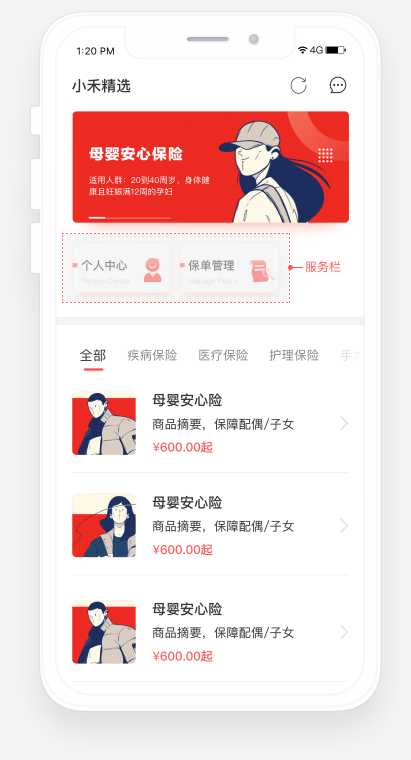 1:20 PM
4G
小禾精选
母婴安心保险
适用人群：20到40周岁、身体健
康且妊娠满12周的孕妇
个人中心
Person Center
保单管理
Manage Policy
服务栏
全部
疾病保险
医疗保险
护理保险
手术
母婴安心险
商品摘要，保障配偶/子女
¥600.00起
母婴安心险
商品摘要，保障配偶/子女
¥600.00起
母婴安心险
商品摘要，保障配偶/子女
¥600.00起